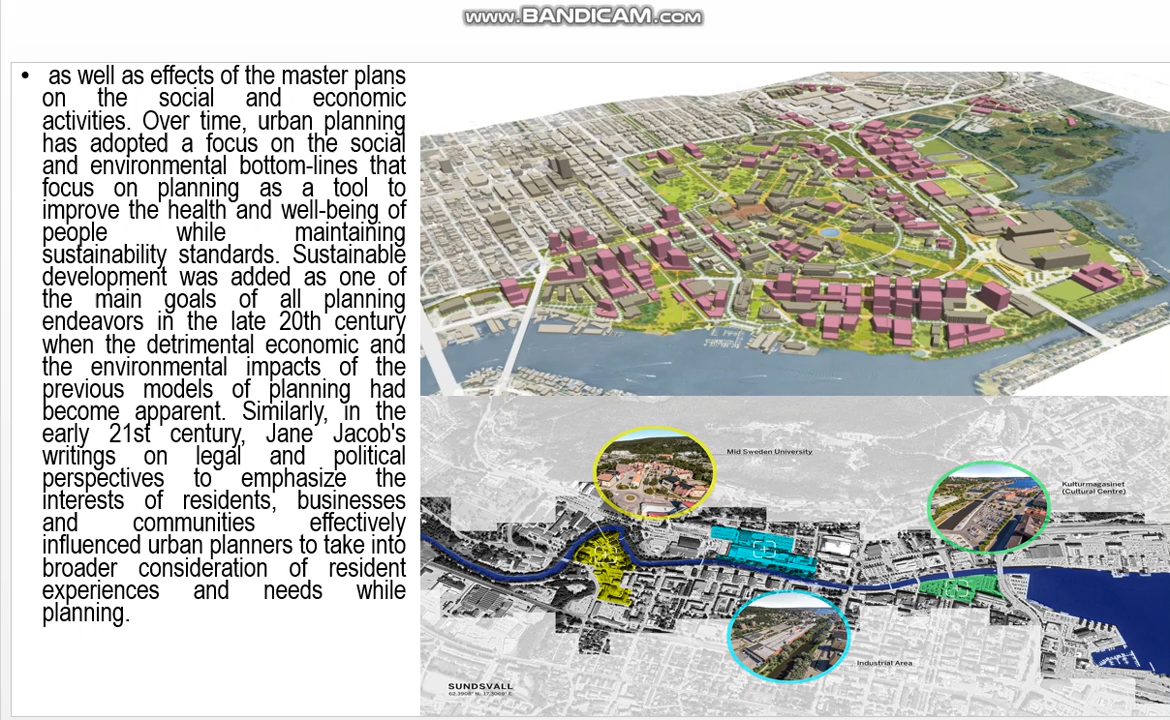 www.BANDICAM.com
• as well as effects of the master plans
on the social and economic
activities. Over time, urban planning
has adopted a focus on the social
and environmental bottom-lines that
focus on planning as a tool to
improve the health and well-being of
people while maintaining
sustainability standards. Sustainable
development was added as one of
the main goals of all planning
endeavors in the late 20th century
when the detrimental economic and
the environmental impacts of the
previous models of planning had
become apparent. Similarly, in the
early 21st century, Jane Jacob's
writings on legal and political
perspectives to emphasize the
interests of residents, businesses
and communities effectively
influenced urban planners to take into
broader consideration of resident
experiences and needs while
planning.
Mid Sweden University
Kulturmagasinet
(Cultural Centre)
Industrial Area
SUNDSVALL